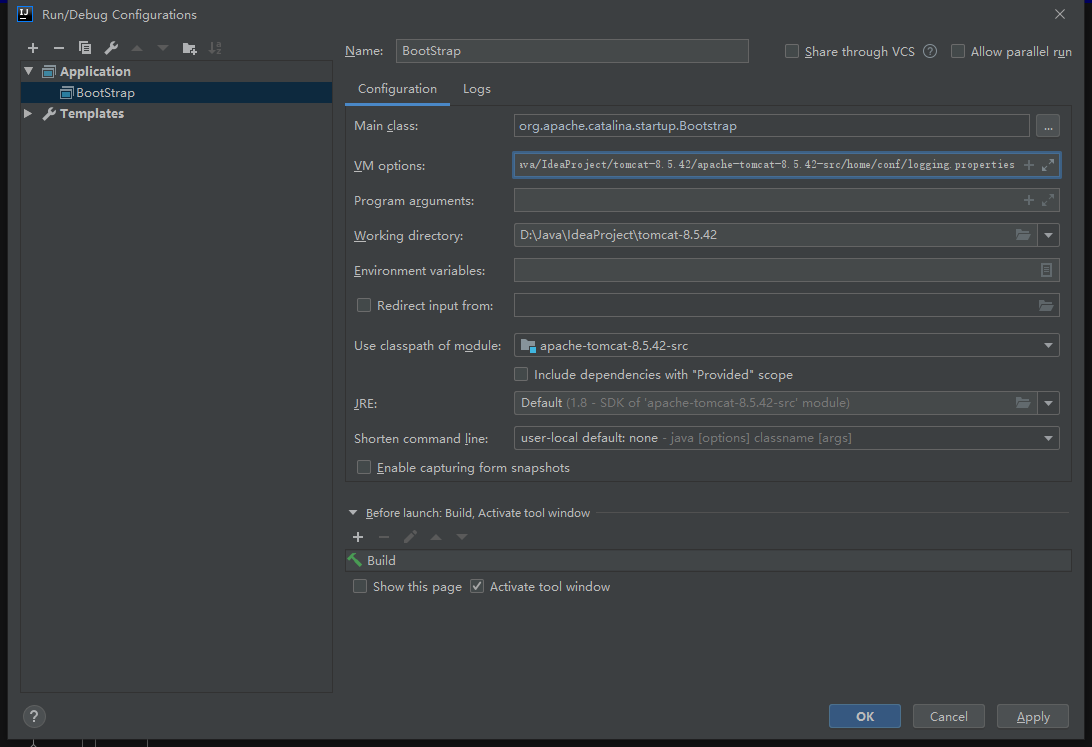 IJ Run/Debug Configurations
Name: BootStrap Share through VCS ? Allow parallel run
Application
BootStrap
Templates
Configuration Logs
Main class: org.apache.catalina.startup.Bootstrap ...
VM options: ava/IdeaProject/tomcat-8.5.42/apache-tomcat-8.5.42-src/home/conf/logging.properties
Program arguments:
Working directory: D:\Java\IdeaProject\tomcat-8.5.42
Environment variables:
Redirect input from:
Use classpath of module: apache-tomcat-8.5.42-src
Include dependencies with "Provided" scope
JRE: Default (1.8 - SDK of 'apache-tomcat-8.5.42-src' module)
Shorten command line: user-local default: none - java [options] classname [args]
Enable capturing form snapshots
Before launch: Build, Activate tool window
Build
Show this page Activate tool window
? OK Cancel Apply